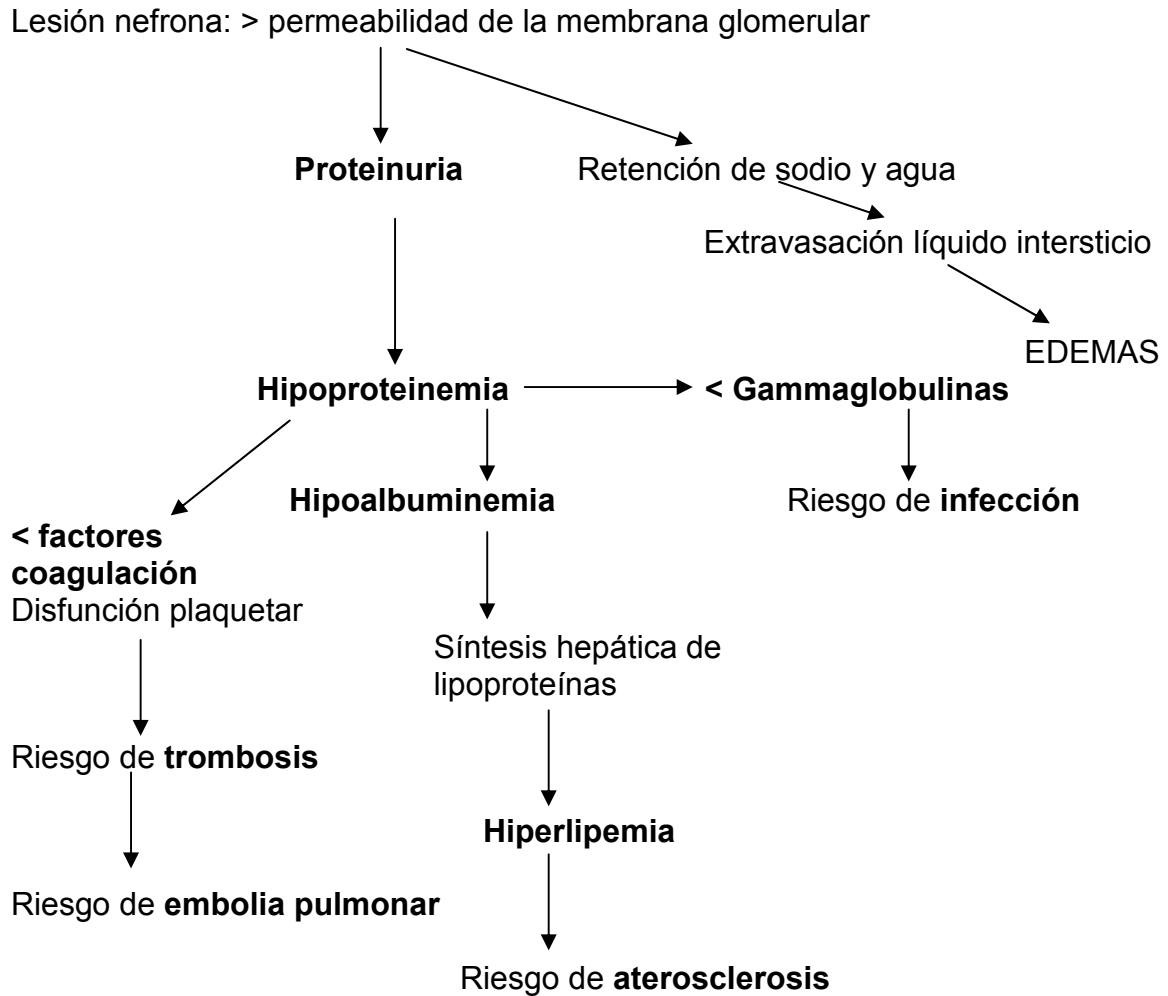 Lesión nefrona: > permeabilidad de la membrana glomerular
Proteinuria
Retención de sodio y agua
Extravasación líquido intersticio
EDEMAS
Hipoproteinemia
< Gammaglobulinas
Hipoalbuminemia
Riesgo de infección
< factores
coagulación
Disfunción plaquetar
Síntesis hepática de
lipoproteínas
Riesgo de trombosis
Hiperlipemia
Riesgo de embolia pulmonar
Riesgo de aterosclerosis